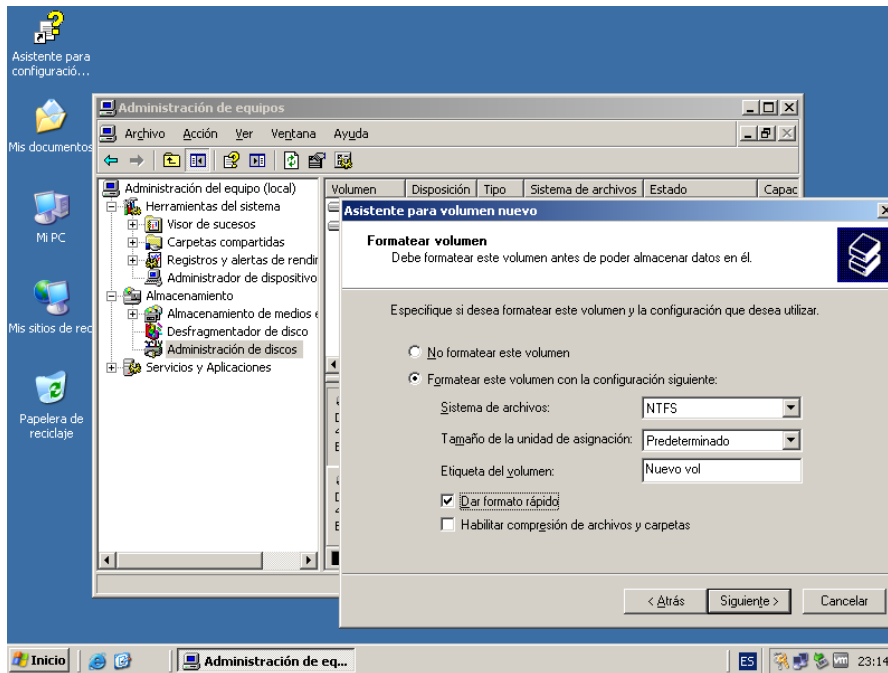 Asistente para
configuració...
Mis documentos
Mi PC
Mis sitios de red
Papelera de
reciclaje
Administración de equipos
Archivo Acción Ver Ventana Ayuda
Administración del equipo (local)
Herramientas del sistema
Visor de sucesos
Carpetas compartidas
Registros y alertas de rendir
Administrador de dispositivo
Almacenamiento
Almacenamiento de medios e
Desfragmentador de disco
Administración de discos
Servicios y Aplicaciones
Volumen Disposición Tipo Sistema de archivos Estado Capac
Asistente para volumen nuevo
Formatear volumen
Debe formatear este volumen antes de poder almacenar datos en él.
Especifique si desea formatear este volumen y la configuración que desea utilizar.
No formatear este volumen
Formatear este volumen con la configuración siguiente:
Sistema de archivos: NTFS
Tamaño de la unidad de asignación: Predeterminado
Etiqueta del volumen: Nuevo vol
Dar formato rápido
Habilitar compresión de archivos y carpetas
< Atrás Siguiente > Cancelar
Inicio Administración de eq... ES 23:14